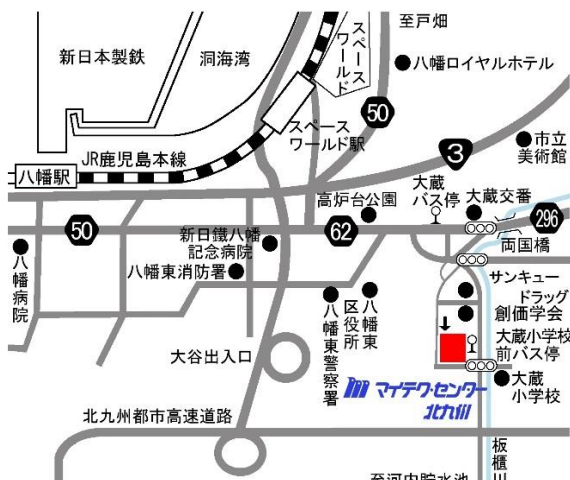 至戸畑
新日本製鉄
洞海湾
スペース
ワールド
八幡ロイヤルホテル
50
スペース
ワールド駅
3
市立
美術館
JR鹿児島本線
八幡駅
大蔵
バス停
大蔵交番
高炉台公園
296
50
62
新日鐵八幡
記念病院
両国橋
八幡病院
八幡東消防署
サンキュー
ドラッグ
創価学会
八幡東
区役所
八幡東警察署
大蔵小学校
前バス停
大谷出入口
大蔵
小学校
マイテク・センター
北九州
北九州都市高速道路
板櫃川
至河内貯水池